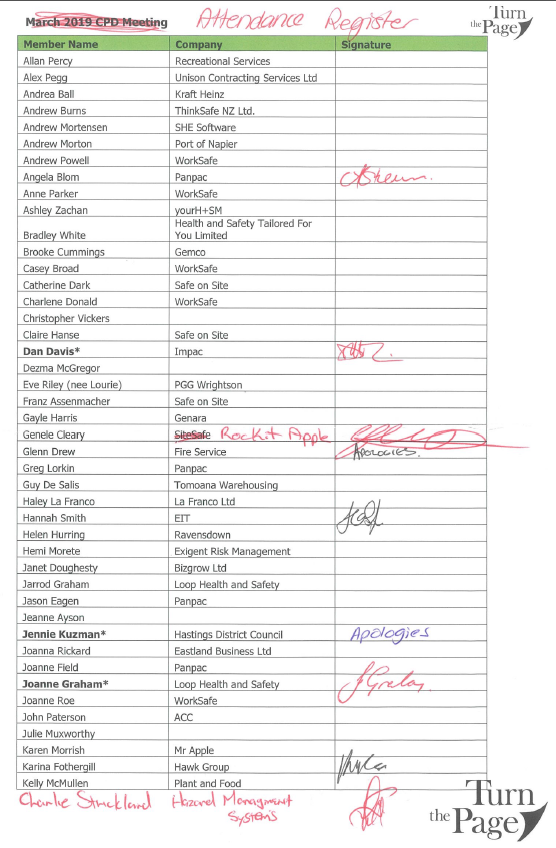 March 2019 CPD Meeting Attendance Register
Turn
the Page
Member Name Company Signature
Allan Percy Recreational Services
Alex Pegg Unison Contracting Services Ltd
Andrea Ball Kraft Heinz
Andrew Burns ThinkSafe NZ Ltd.
Andrew Mortensen SHE Software
Andrew Morton Port of Napier
Andrew Powell WorkSafe
Angela Blom Panpac
Anne Parker WorkSafe
Ashley Zachan yourH+SM
Health and Safety Tailored For
Bradley White You Limited
Brooke Cummings Gemco
Casey Broad WorkSafe
Catherine Dark Safe on Site
Charlene Donald WorkSafe
Christopher Vickers
Claire Hanse Safe on Site
Dan Davis* Impac
Dezma McGregor
Eve Riley (nee Lourie) PGG Wrightson
Franz Assenmacher Safe on Site
Gayle Harris Genara
Genele Cleary SiteSafe Rockit Apple
Glenn Drew Fire Service APOLOGIES.
Greg Lorkin Panpac
Guy De Salis Tomoana Warehousing
Haley La Franco La Franco Ltd
Hannah Smith EIT
Helen Hurring Ravensdown
Hemi Morete Exigent Risk Management
Janet Doughesty Bizgrow Ltd
Jarrod Graham Loop Health and Safety
Jason Eagen Panpac
Jeanne Ayson
Jennie Kuzman* Hastings District Council Apologies
Joanna Rickard Eastland Business Ltd
Joanne Field Panpac
Joanne Graham* Loop Health and Safety
Joanne Roe WorkSafe
John Paterson ACC
Julie Muxworthy
Karen Morrish Mr Apple
Karina Fothergill Hawk Group
Kelly McMullen Plant and Food
Charlie Strickland Hazard Managment
Systems
Turn
the Page